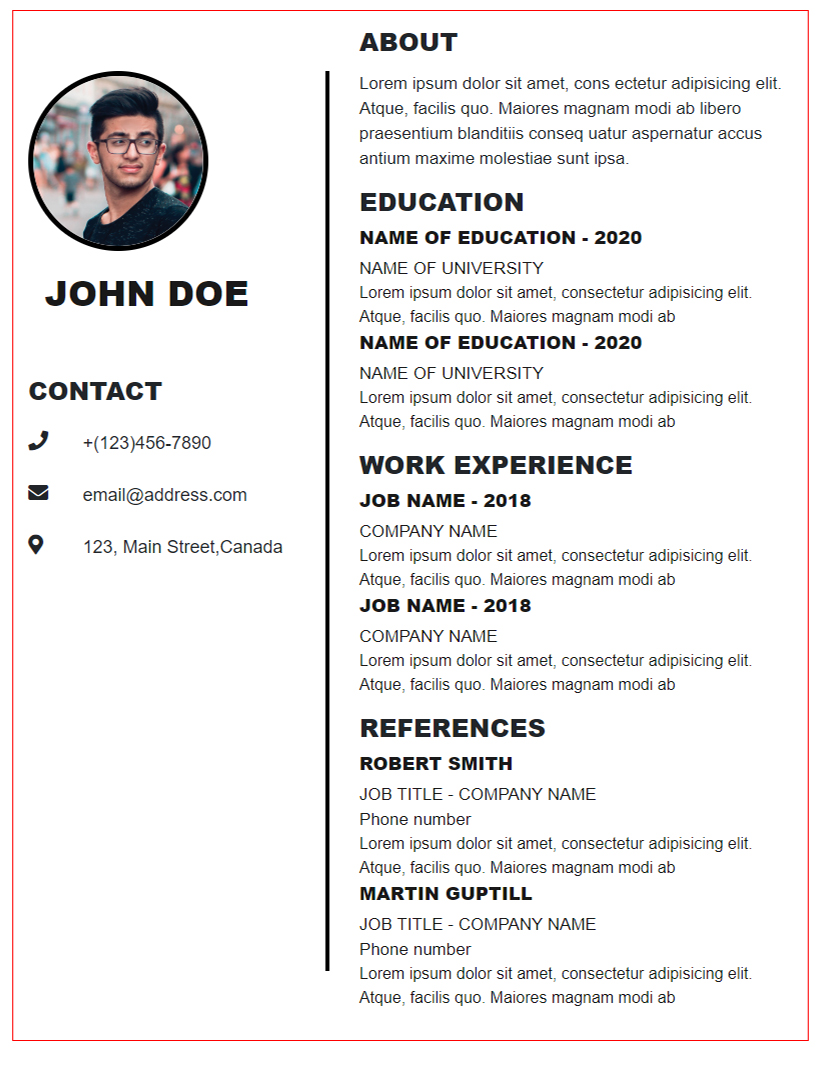 JOHN DOE
CONTACT
+(123)456-7890
email@address.com
123, Main Street,Canada
ABOUT
Lorem ipsum dolor sit amet, cons ectetur adipisicing elit.
Atque, facilis quo. Maiores magnam modi ab libero
praesentium blanditiis conseq uatur aspernatur accus
antium maxime molestiae sunt ipsa.
EDUCATION
NAME OF EDUCATION - 2020
NAME OF UNIVERSITY
Lorem ipsum dolor sit amet, consectetur adipisicing elit.
Atque, facilis quo. Maiores magnam modi ab
NAME OF EDUCATION - 2020
NAME OF UNIVERSITY
Lorem ipsum dolor sit amet, consectetur adipisicing elit.
Atque, facilis quo. Maiores magnam modi ab
WORK EXPERIENCE
JOB NAME - 2018
COMPANY NAME
Lorem ipsum dolor sit amet, consectetur adipisicing elit.
Atque, facilis quo. Maiores magnam modi ab
JOB NAME - 2018
COMPANY NAME
Lorem ipsum dolor sit amet, consectetur adipisicing elit.
Atque, facilis quo. Maiores magnam modi ab
REFERENCES
ROBERT SMITH
JOB TITLE - COMPANY NAME
Phone number
Lorem ipsum dolor sit amet, consectetur adipisicing elit.
Atque, facilis quo. Maiores magnam modi ab
MARTIN GUPTILL
JOB TITLE - COMPANY NAME
Phone number
Lorem ipsum dolor sit amet, consectetur adipisicing elit.
Atque, facilis quo. Maiores magnam modi ab